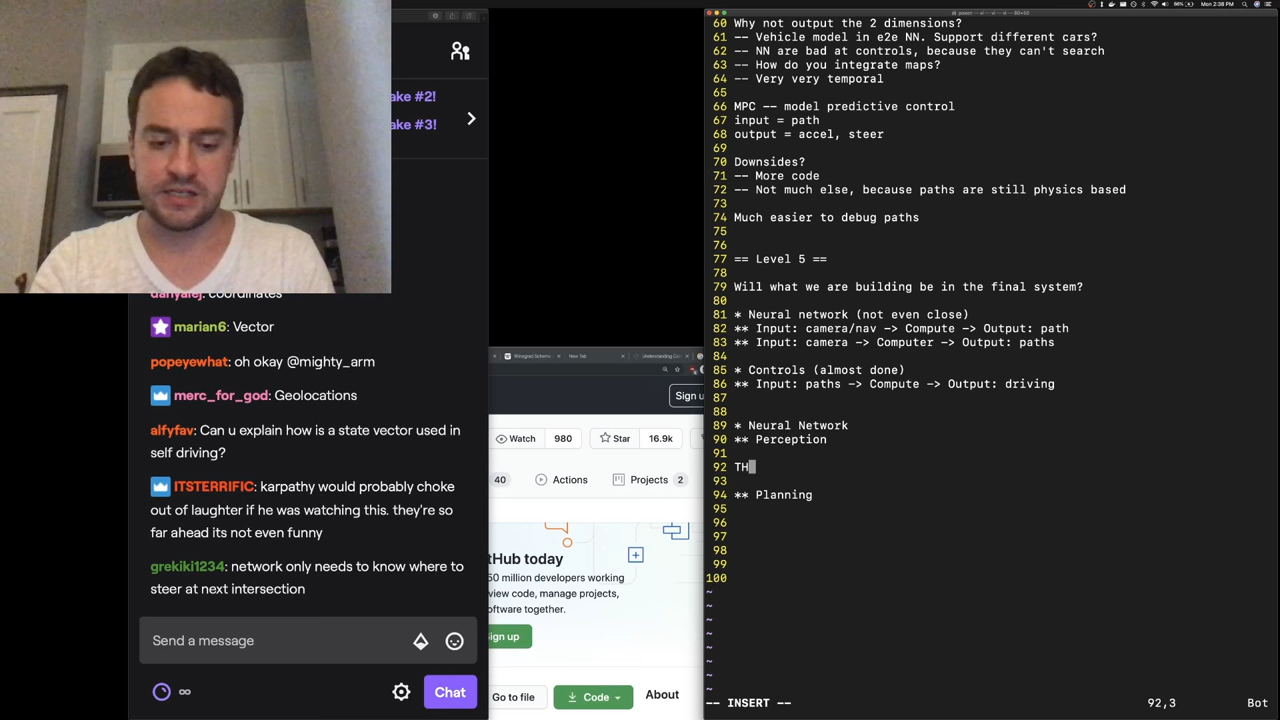 Mon 2:38 PM
ake #2!
ake #3!
danyalej: coordinates
marian6: Vector
popeyewhat: oh okay @mighty_arm
merc_for_god: Geolocations
alfyfav: Can u explain how is a state vector used in
self driving?
ITSTERRIFIC: karpathy would probably choke
out of laughter if he was watching this. they're so
far ahead its not even funny
grekiki1234: network only needs to know where to
steer at next intersection
Send a message
Chat
Winograd Schema
New Tab
Sign u
Watch 980
Star 16.9k
40 Actions
Projects 2
tHub today
50 million developers working
view code, manage projects,
oftware together.
ign up
Go to file
Code
About
60 Why not output the 2 dimensions?
61 -- Vehicle model in e2e NN. Support different cars?
62 -- NN are bad at controls, because they can't search
63 -- How do you integrate maps?
64 -- Very very temporal
65
66 MPC -- model predictive control
67 input = path
68 output = accel, steer
69
70 Downsides?
71 -- More code
72 -- Not much else, because paths are still physics based
73
74 Much easier to debug paths
75
76
77 == Level 5 ==
78
79 Will what we are building be in the final system?
80
81 * Neural network (not even close)
82 ** Input: camera/nav -> Compute -> Output: path
83 ** Input: camera -> Computer -> Output: paths
84
85 * Controls (almost done)
86 ** Input: paths -> Compute -> Output: driving
87
88
89 * Neural Network
90 ** Perception
91
92 TH
93
94 ** Planning
95
96
97
98
99
100
~
~
~
~
~
~
~
~
-- INSERT --
92,3
Bot